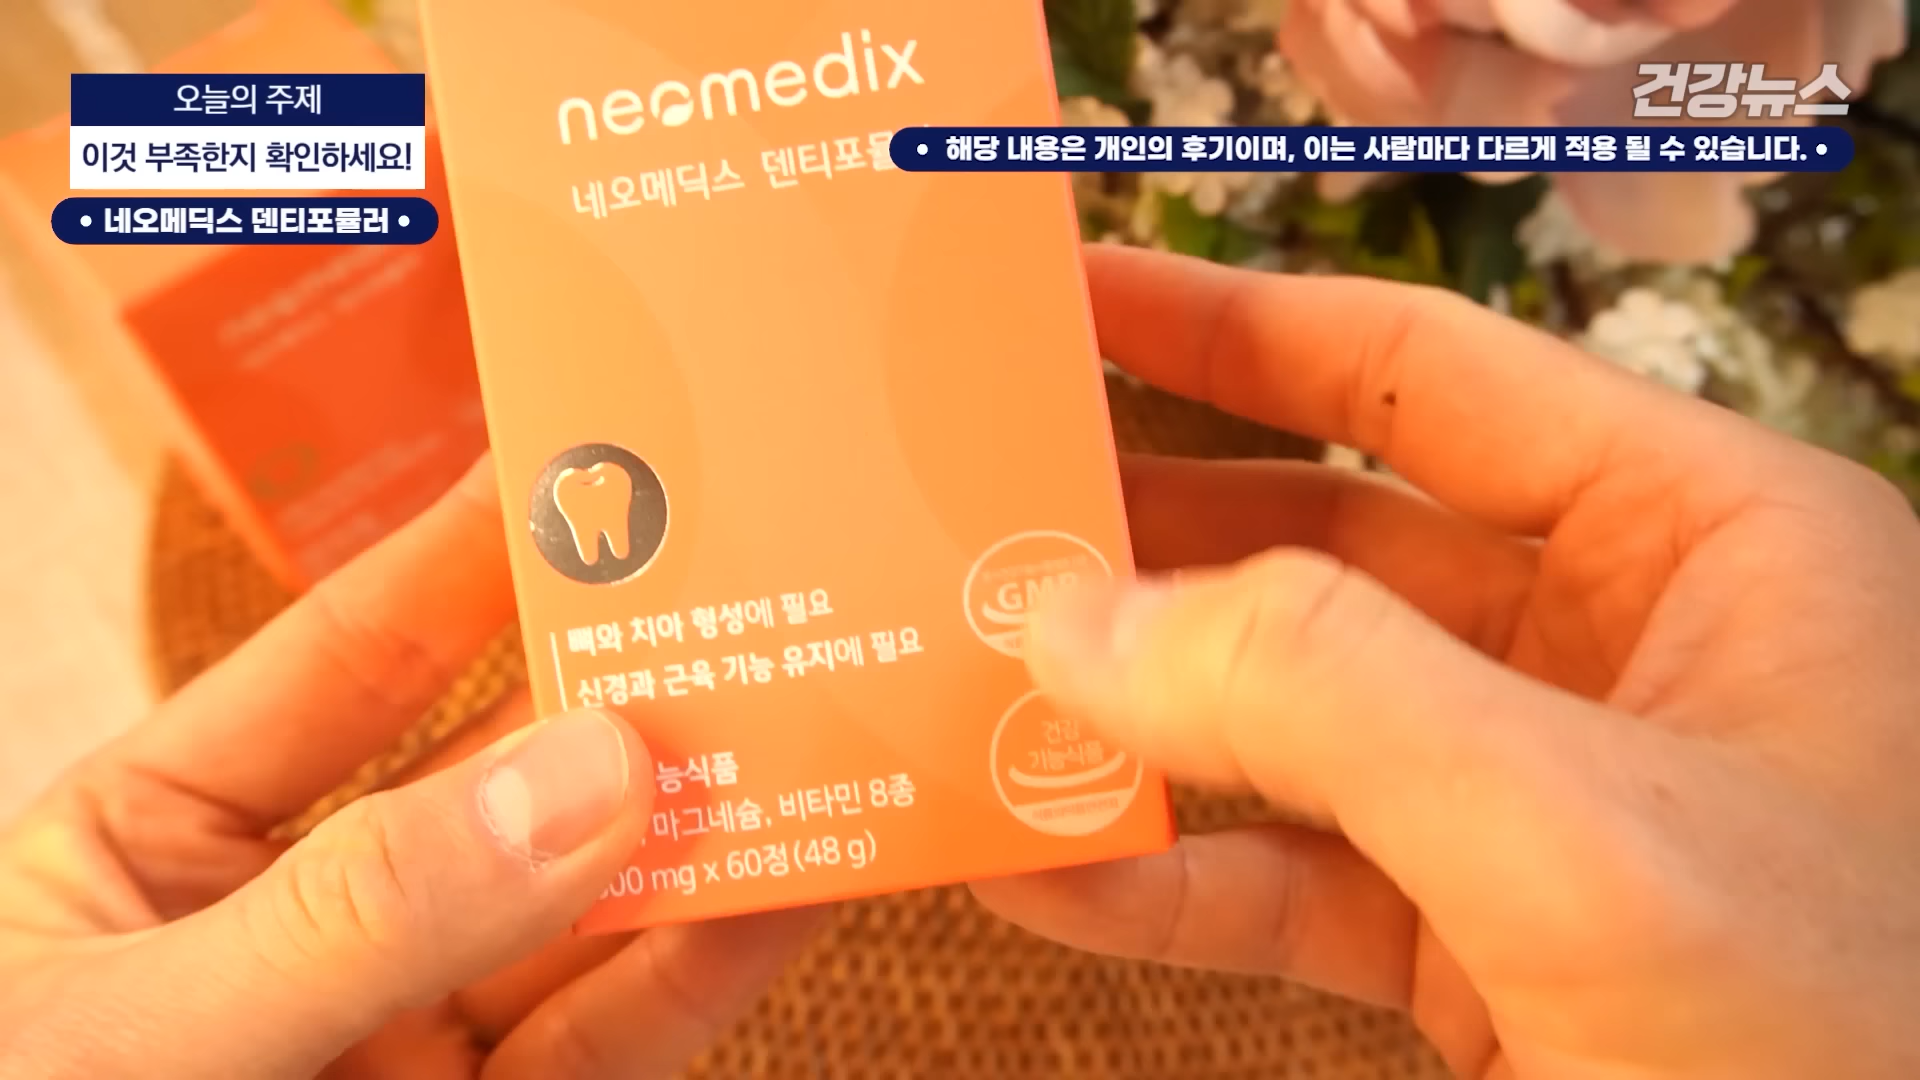 오늘의 주제
이것 부족한지 확인하세요!
• 네오메딕스 덴티포뮬러 •
건강뉴스
• 해당 내용은 개인의 후기이며, 이는 사람마다 다르게 적용 될 수 있습니다. •
neomedix
네오메딕스 덴티포뮬
뼈와 치아 형성에 필요
신경과 근육 기능 유지에 필요
능식품
, 마그네슘, 비타민 8종
00 mg x 60정(48 g)
GMP
건강
기능식품